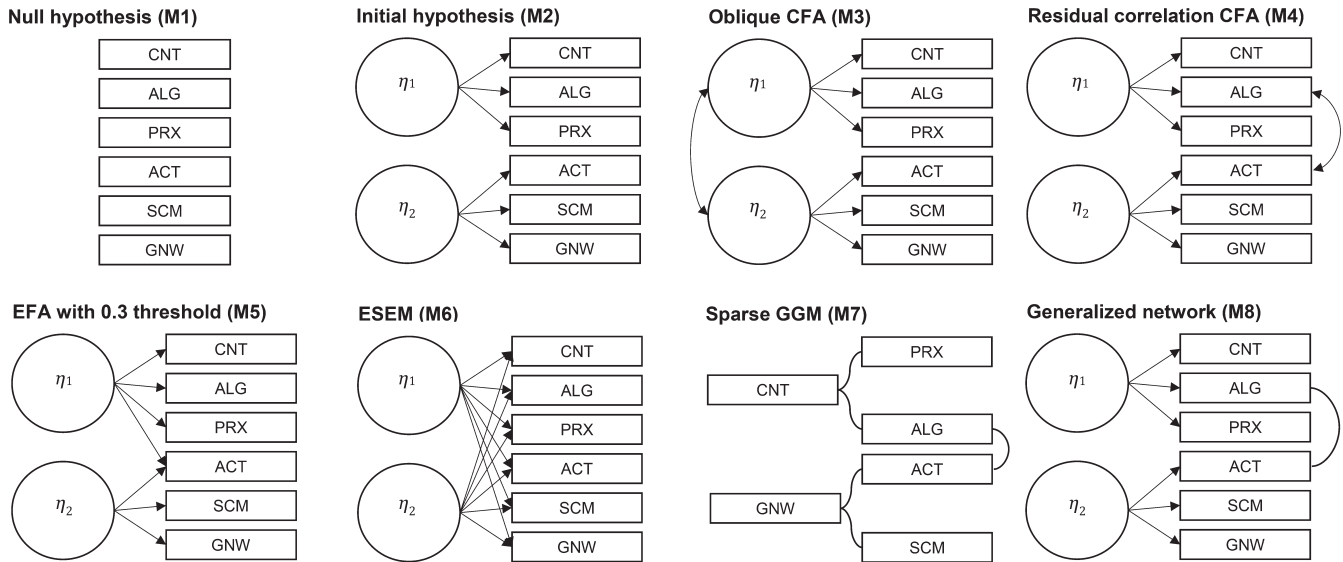 Null hypothesis (M1)
CNT
ALG
PRX
ACT
SCM
GNW
Initial hypothesis (M2)
η1
η2
CNT
ALG
PRX
ACT
SCM
GNW
Oblique CFA (M3)
η1
η2
CNT
ALG
PRX
ACT
SCM
GNW
Residual correlation CFA (M4)
η1
η2
CNT
ALG
PRX
ACT
SCM
GNW
EFA with 0.3 threshold (M5)
η1
η2
CNT
ALG
PRX
ACT
SCM
GNW
ESEM (M6)
η1
η2
CNT
ALG
PRX
ACT
SCM
GNW
Sparse GGM (M7)
PRX
CNT
ALG
ACT
GNW
SCM
Generalized network (M8)
η1
η2
CNT
ALG
PRX
ACT
SCM
GNW